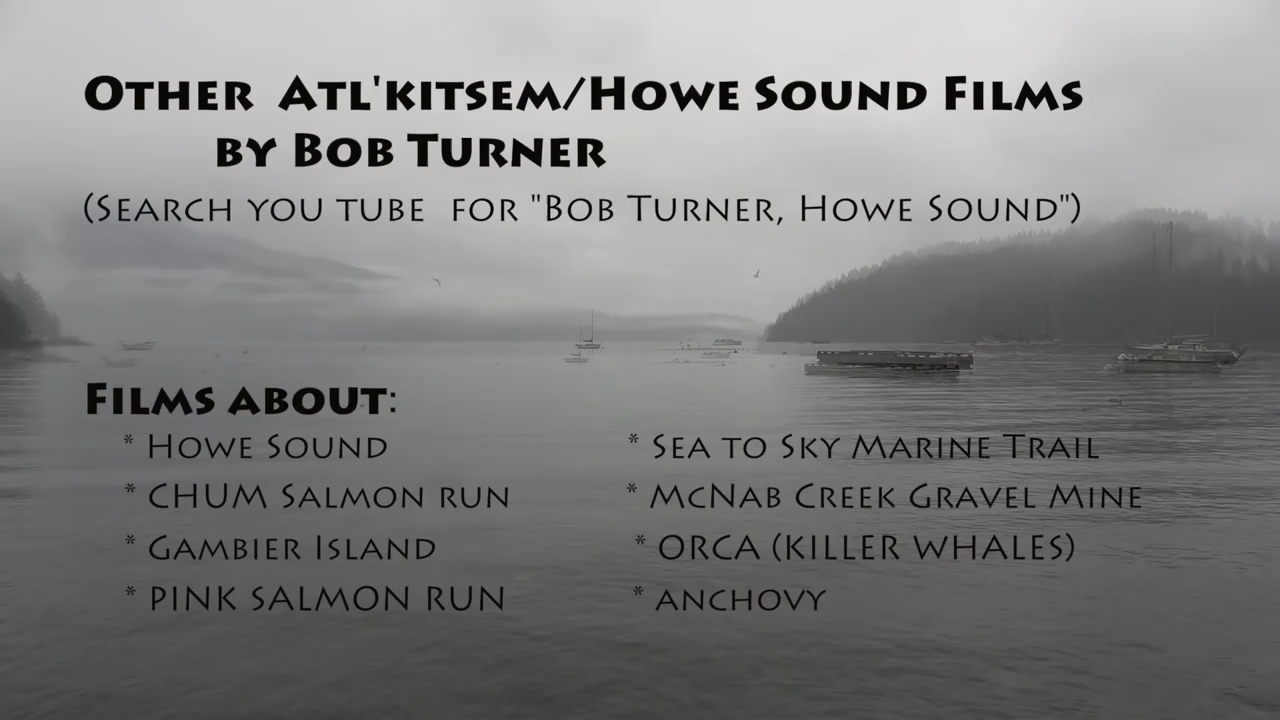 Other Atl'kitsem/Howe Sound Films
by Bob Turner
(Search you tube for "Bob Turner, Howe Sound")
Films about:
* Howe Sound
* CHUM Salmon run
* Gambier Island
* PINK SALMON RUN
* Sea to Sky Marine Trail
* McNab Creek Gravel Mine
* ORCA (KILLER WHALES)
* ANCHOVY